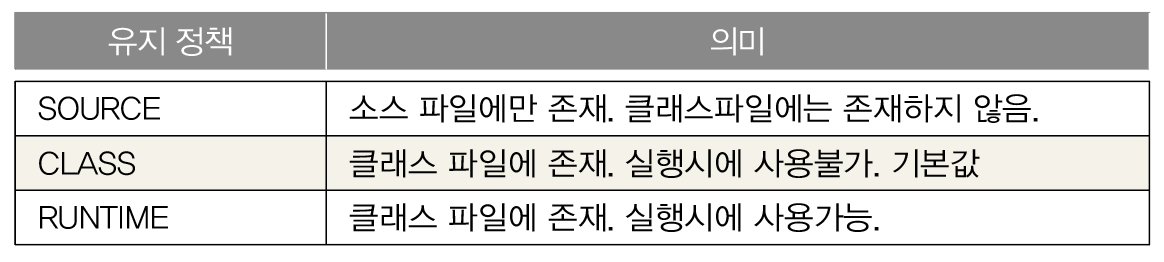 유지 정책 의미
SOURCE 소스 파일에만 존재. 클래스파일에는 존재하지 않음.
CLASS 클래스 파일에 존재. 실행시에 사용불가. 기본값
RUNTIME 클래스 파일에 존재. 실행시에 사용가능.